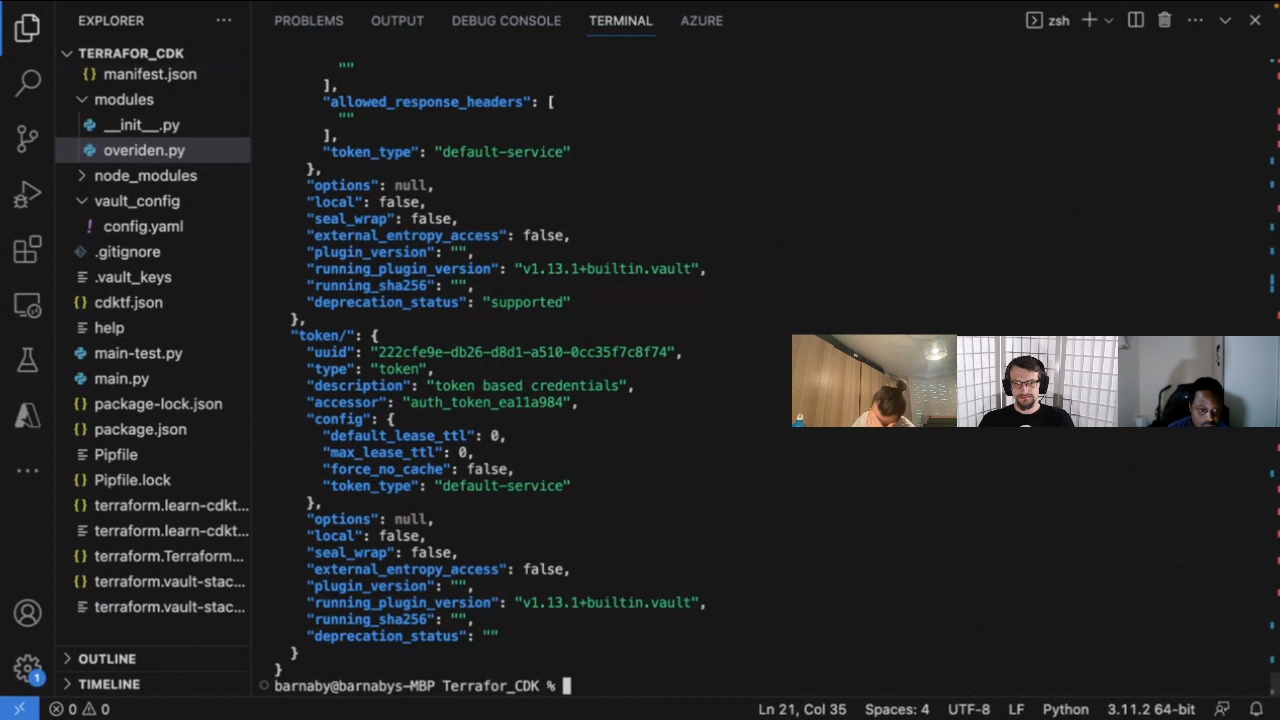 EXPLORER
TERRAFOR_CDK
manifest.json
modules
__init__.py
overiden.py
node_modules
vault_config
config.yaml
.gitignore
.vault_keys
cdktf.json
help
main-test.py
main.py
package-lock.json
package.json
Pipfile
Pipfile.lock
terraform.learn-cdkt...
terraform.learn-cdkt...
terraform.Terraform...
terraform.vault-stac...
terraform.vault-stac...
OUTLINE
TIMELINE
1
PROBLEMS OUTPUT DEBUG CONSOLE TERMINAL AZURE
zsh
""
],
"allowed_response_headers": [
""
],
"token_type": "default-service"
},
"options": null,
"local": false,
"seal_wrap": false,
"external_entropy_access": false,
"plugin_version": "",
"running_plugin_version": "v1.13.1+builtin.vault",
"running_sha256": "",
"deprecation_status": "supported"
},
"token/": {
"uuid": "222cfe9e-db26-d8d1-a510-0cc35f7c8f74",
"type": "token",
"description": "token based credentials",
"accessor": "auth_token_ea11a984",
"config": {
"default_lease_ttl": 0,
"max_lease_ttl": 0,
"force_no_cache": false,
"token_type": "default-service"
},
"options": null,
"local": false,
"seal_wrap": false,
"external_entropy_access": false,
"plugin_version": "",
"running_plugin_version": "v1.13.1+builtin.vault",
"running_sha256": "",
"deprecation_status": ""
}
}
barnaby@barnabys-MBP Terrafor_CDK %
0 0 Ln 21, Col 35 Spaces: 4 UTF-8 LF Python 3.11.2 64-bit